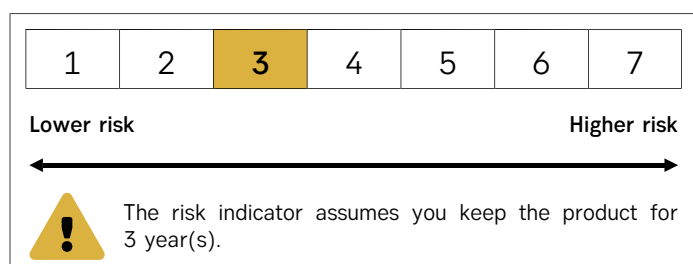 1 2 3 4 5 6 7
Lower risk Higher risk
The risk indicator assumes you keep the product for
3 year(s).